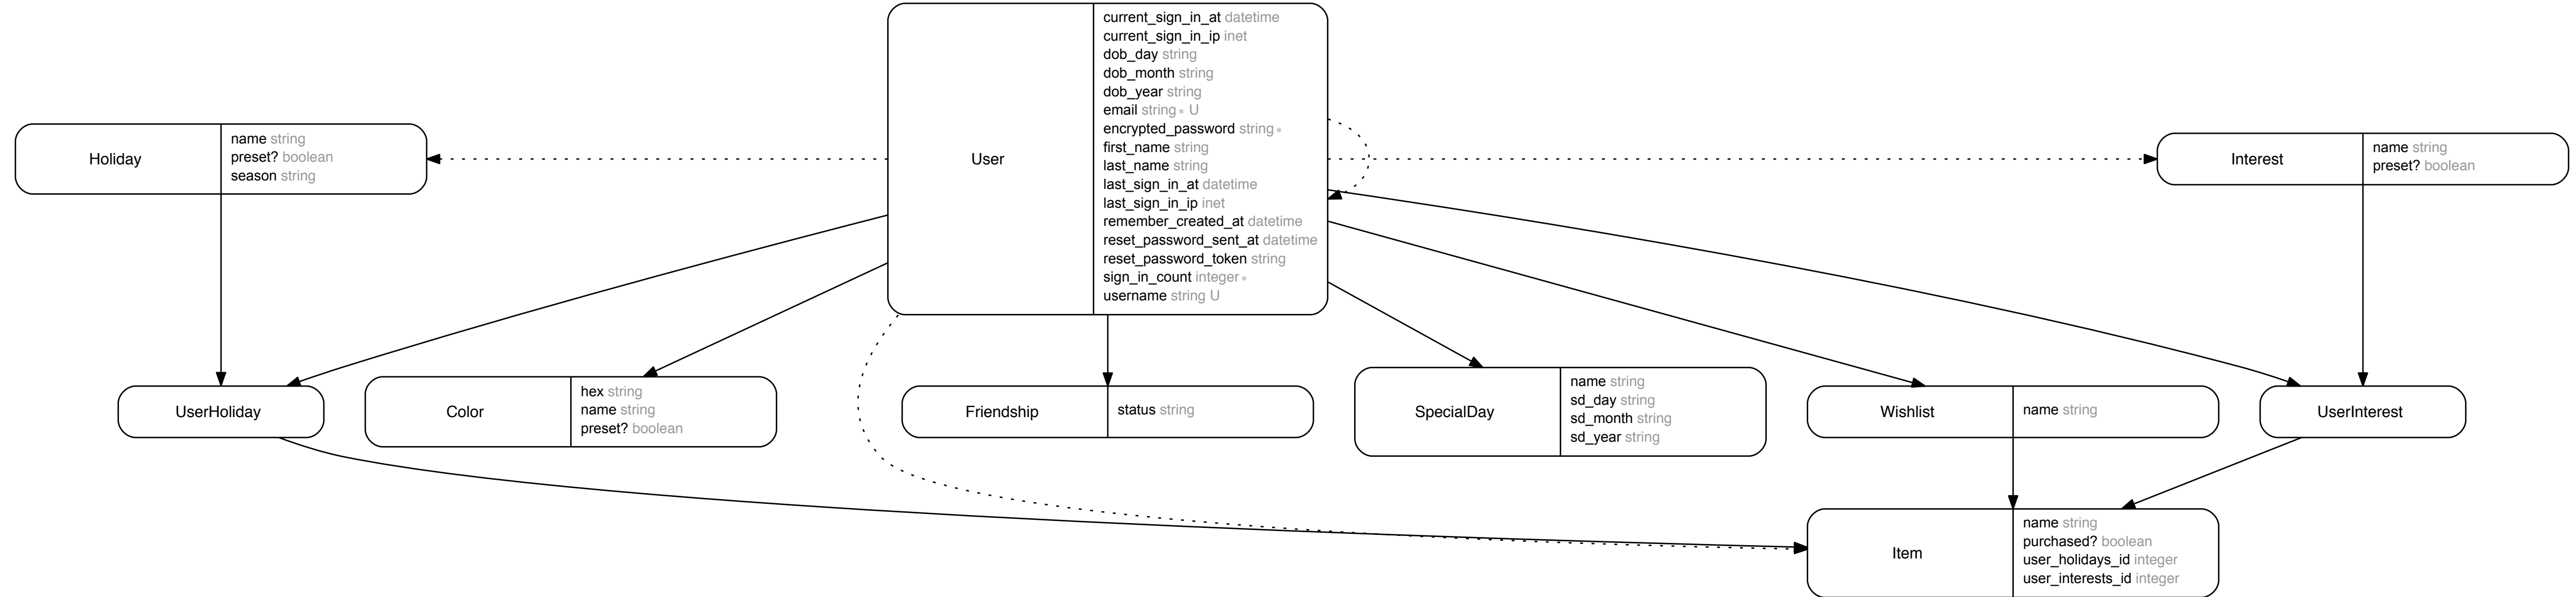 Holiday
name string
preset? boolean
season string
User
current_sign_in_at datetime
current_sign_in_ip inet
dob_day string
dob_month string
dob_year string
email string * U
encrypted_password string *
first_name string
last_name string
last_sign_in_at datetime
last_sign_in_ip inet
remember_created_at datetime
reset_password_sent_at datetime
reset_password_token string
sign_in_count integer *
username string U
Interest
name string
preset? boolean
UserHoliday
Color
hex string
name string
preset? boolean
Friendship
status string
SpecialDay
name string
sd_day string
sd_month string
sd_year string
Wishlist
name string
UserInterest
Item
name string
purchased? boolean
user_holidays_id integer
user_interests_id integer